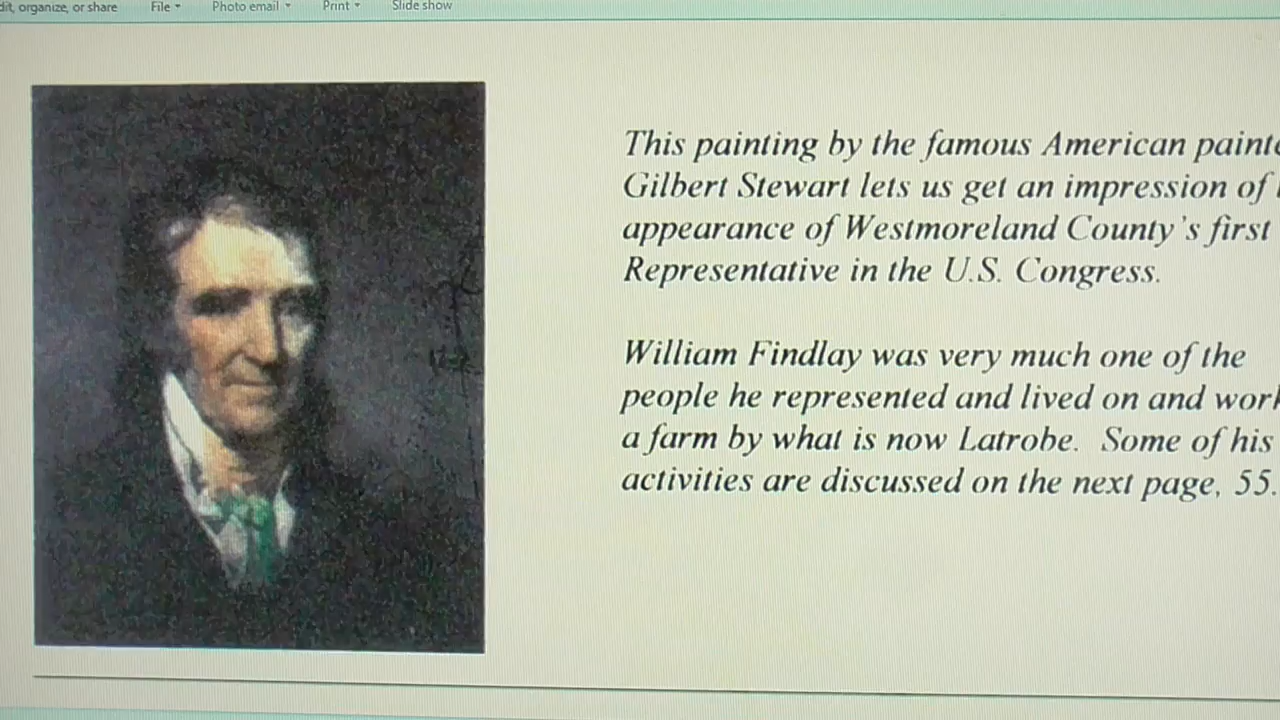 dit, organize, or share File Photo email Print Slide show
This painting by the famous American painte
Gilbert Stewart lets us get an impression of
appearance of Westmoreland County's first
Representative in the U.S. Congress.
William Findlay was very much one of the
people he represented and lived on and work
a farm by what is now Latrobe. Some of his
activities are discussed on the next page, 55.